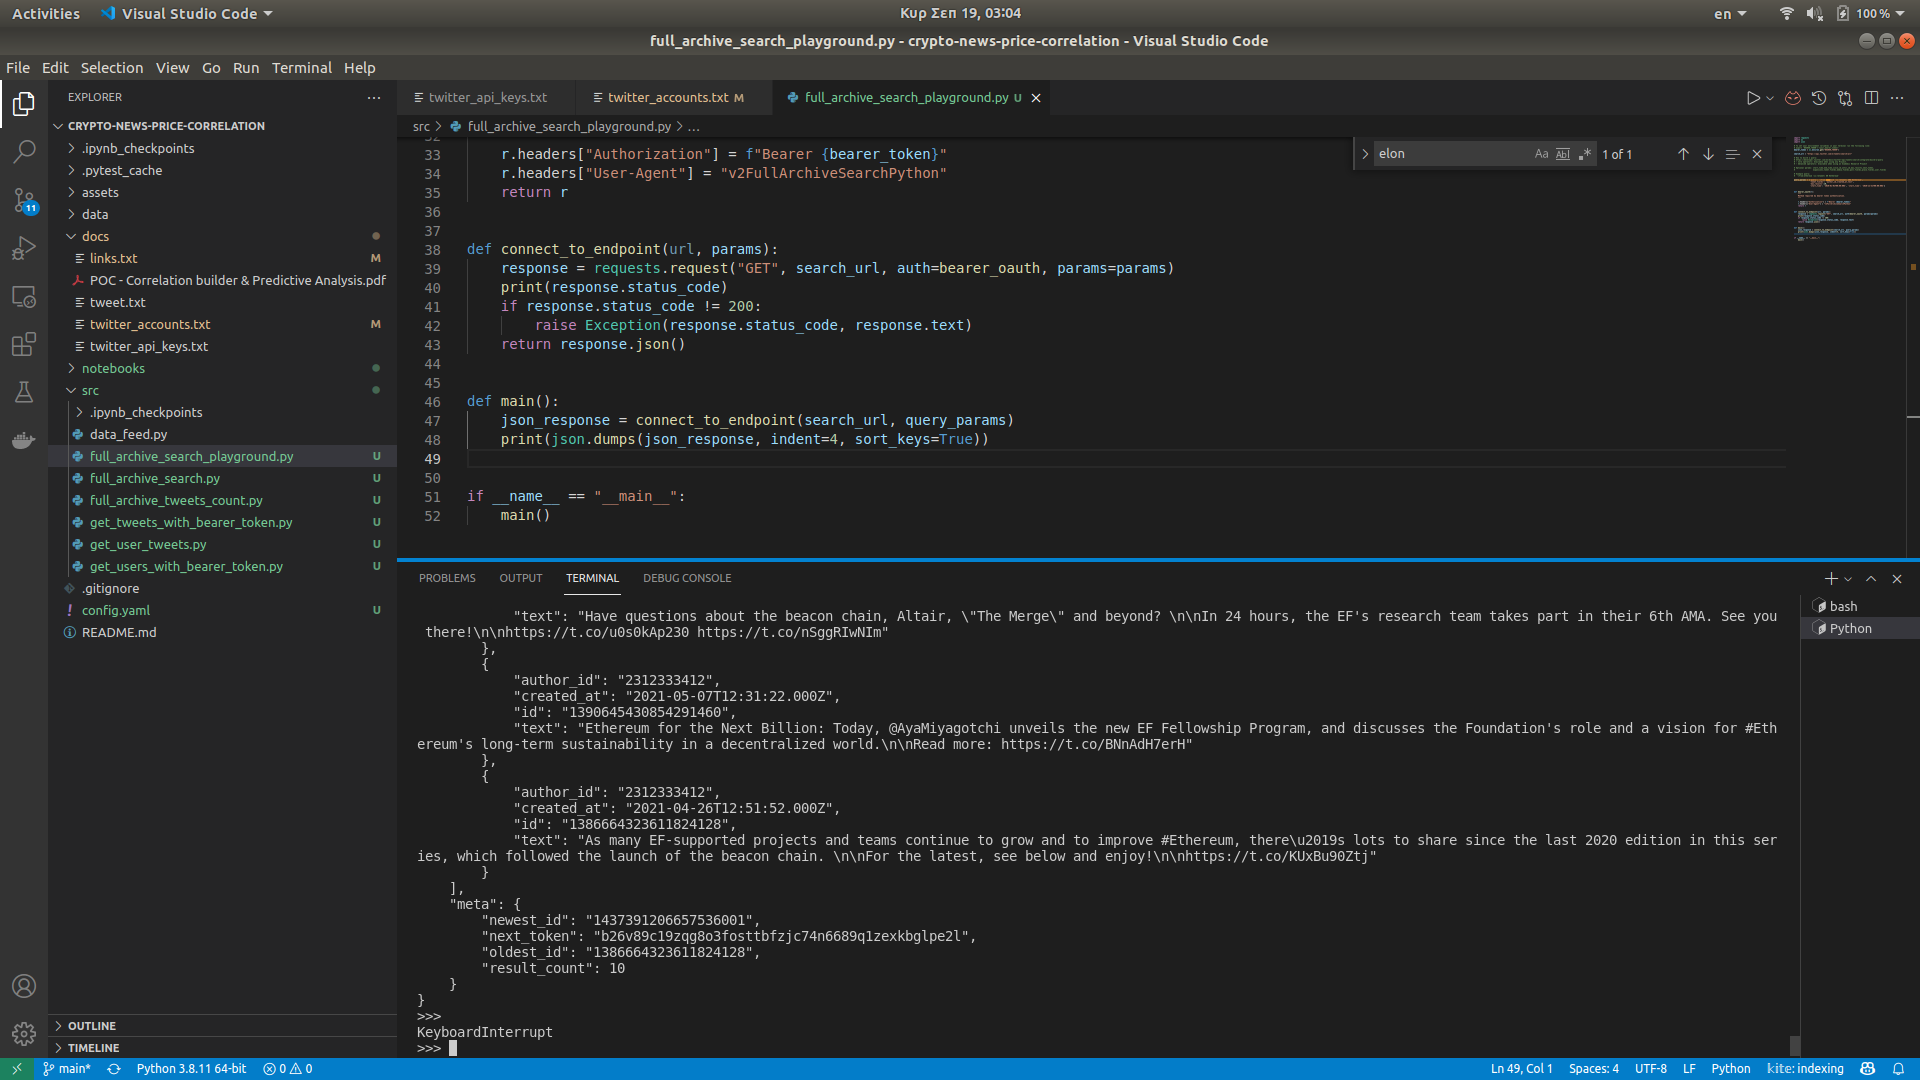 Activities
Visual Studio Code
Κυρ Σεπ 19, 03:04
en
100 %
full_archive_search_playground.py - crypto-news-price-correlation - Visual Studio Code
File Edit Selection View Go Run Terminal Help
EXPLORER
CRYPTO-NEWS-PRICE-CORRELATION
.ipynb_checkpoints
.pytest_cache
assets
data
docs
links.txt M
POC - Correlation builder & Predictive Analysis.pdf
tweet.txt
twitter_accounts.txt M
twitter_api_keys.txt
notebooks
src
.ipynb_checkpoints
data_feed.py
full_archive_search_playground.py U
full_archive_search.py U
full_archive_tweets_count.py U
get_tweets_with_bearer_token.py U
get_user_tweets.py U
get_users_with_bearer_token.py U
.gitignore
config.yaml U
README.md
11
OUTLINE
TIMELINE
twitter_api_keys.txt
twitter_accounts.txt M
full_archive_search_playground.py U
src > full_archive_search_playground.py > ...
elon
Aa Abl .*
1 of 1
32
33 r.headers["Authorization"] = f"Bearer {bearer_token}"
34 r.headers["User-Agent"] = "v2FullArchiveSearchPython"
35 return r
36
37
38 def connect_to_endpoint(url, params):
39 response = requests.request("GET", search_url, auth=bearer_oauth, params=params)
40 print(response.status_code)
41 if response.status_code != 200:
42 raise Exception(response.status_code, response.text)
43 return response.json()
44
45
46 def main():
47 json_response = connect_to_endpoint(search_url, query_params)
48 print(json.dumps(json_response, indent=4, sort_keys=True))
49
50
51 if __name__ == "__main__":
52 main()
PROBLEMS OUTPUT TERMINAL DEBUG CONSOLE
bash
Python
"text": "Have questions about the beacon chain, Altair, \"The Merge\" and beyond? \n\nIn 24 hours, the EF's research team takes part in their 6th AMA. See you
there!\n\nhttps://t.co/u0s0kAp230 https://t.co/nSggRIwNIm"
},
{
"author_id": "2312333412",
"created_at": "2021-05-07T12:31:22.000Z",
"id": "1390645430854291460",
"text": "Ethereum for the Next Billion: Today, @AyaMiyagotchi unveils the new EF Fellowship Program, and discusses the Foundation's role and a vision for #Eth
ereum's long-term sustainability in a decentralized world.\n\nRead more: https://t.co/BNnAdH7erH"
},
{
"author_id": "2312333412",
"created_at": "2021-04-26T12:51:52.000Z",
"id": "1386664323611824128",
"text": "As many EF-supported projects and teams continue to grow and to improve #Ethereum, there\u2019s lots to share since the last 2020 edition in this ser
ies, which followed the launch of the beacon chain. \n\nFor the latest, see below and enjoy!\n\nhttps://t.co/KUxBu90Ztj"
}
],
"meta": {
"newest_id": "1437391206657536001",
"next_token": "b26v89c19zqg8o3fosttbfzjc74n6689q1zexkbglpe2l",
"oldest_id": "1386664323611824128",
"result_count": 10
}
}
>>>
KeyboardInterrupt
>>>
main* Python 3.8.11 64-bit 0 0
Ln 49, Col 1 Spaces: 4 UTF-8 LF Python kite: indexing